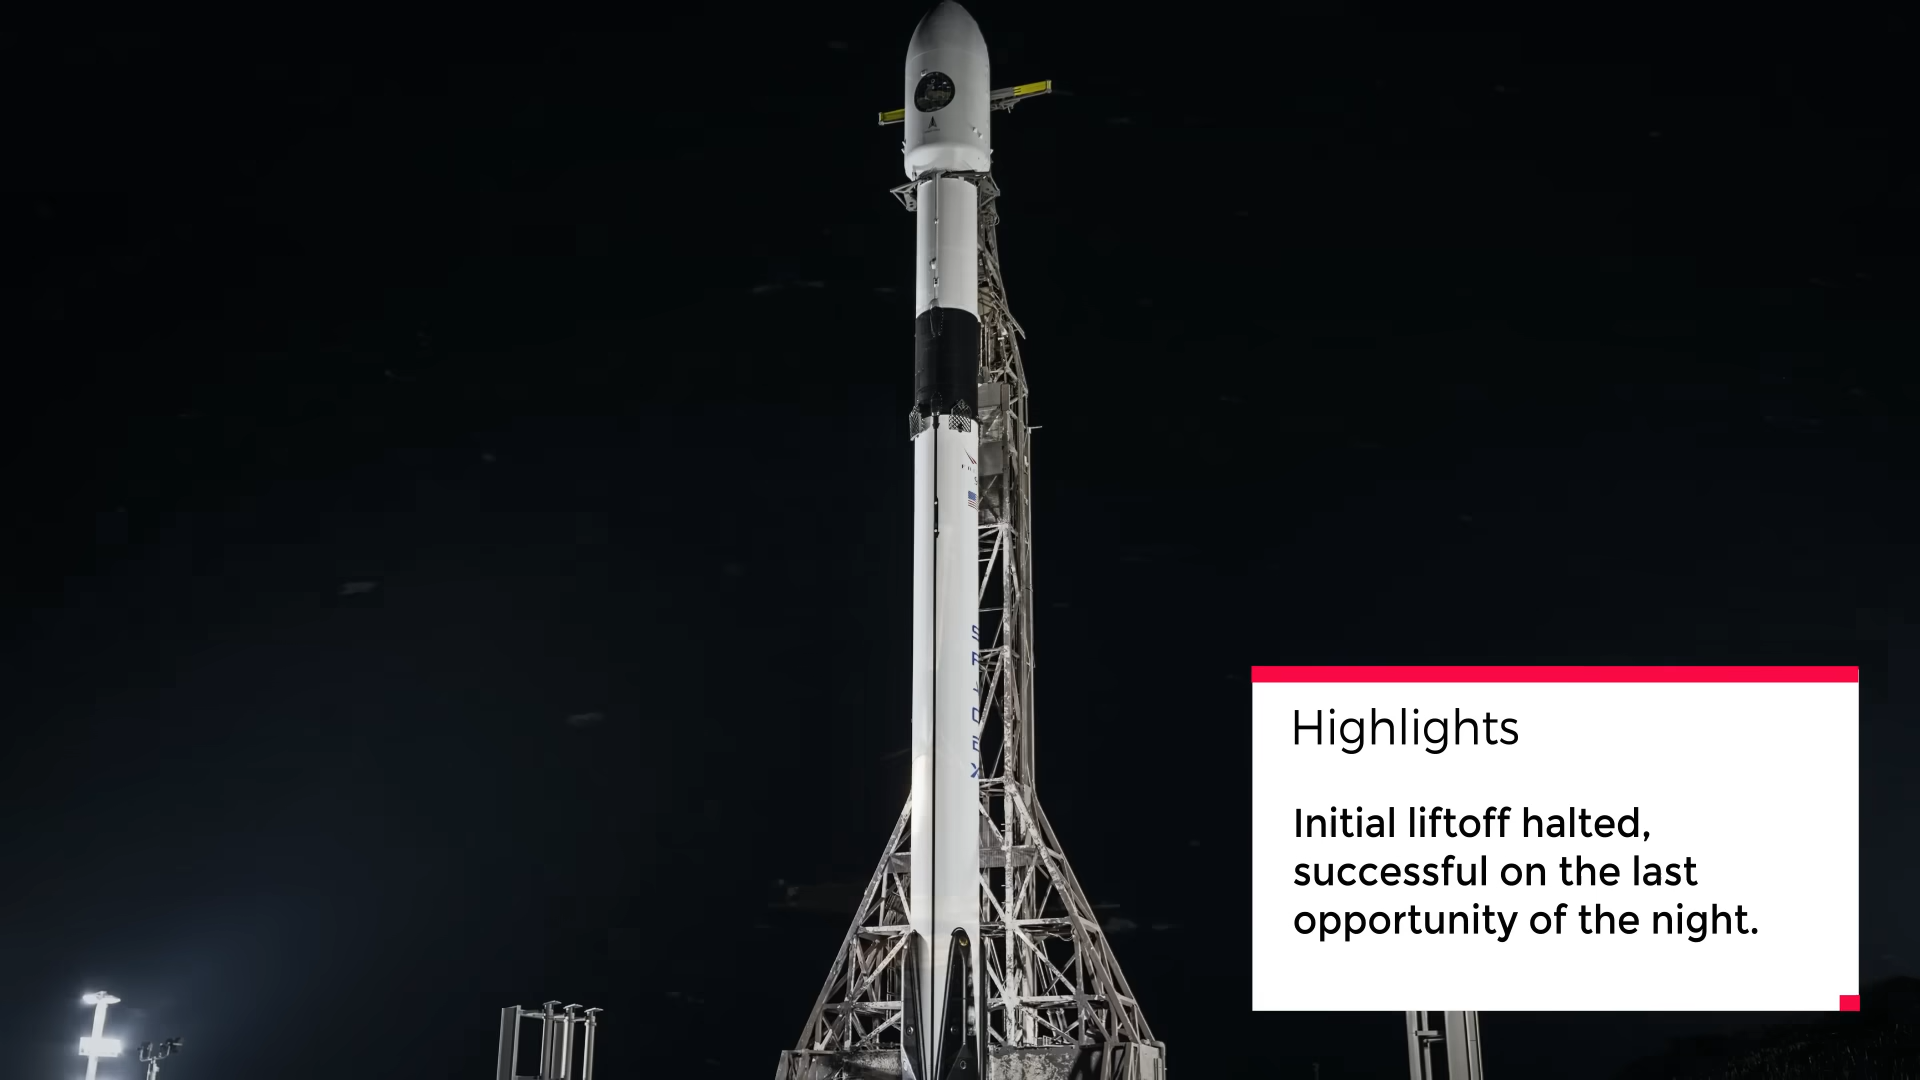 Highlights
Initial liftoff halted,
successful on the last
opportunity of the night.